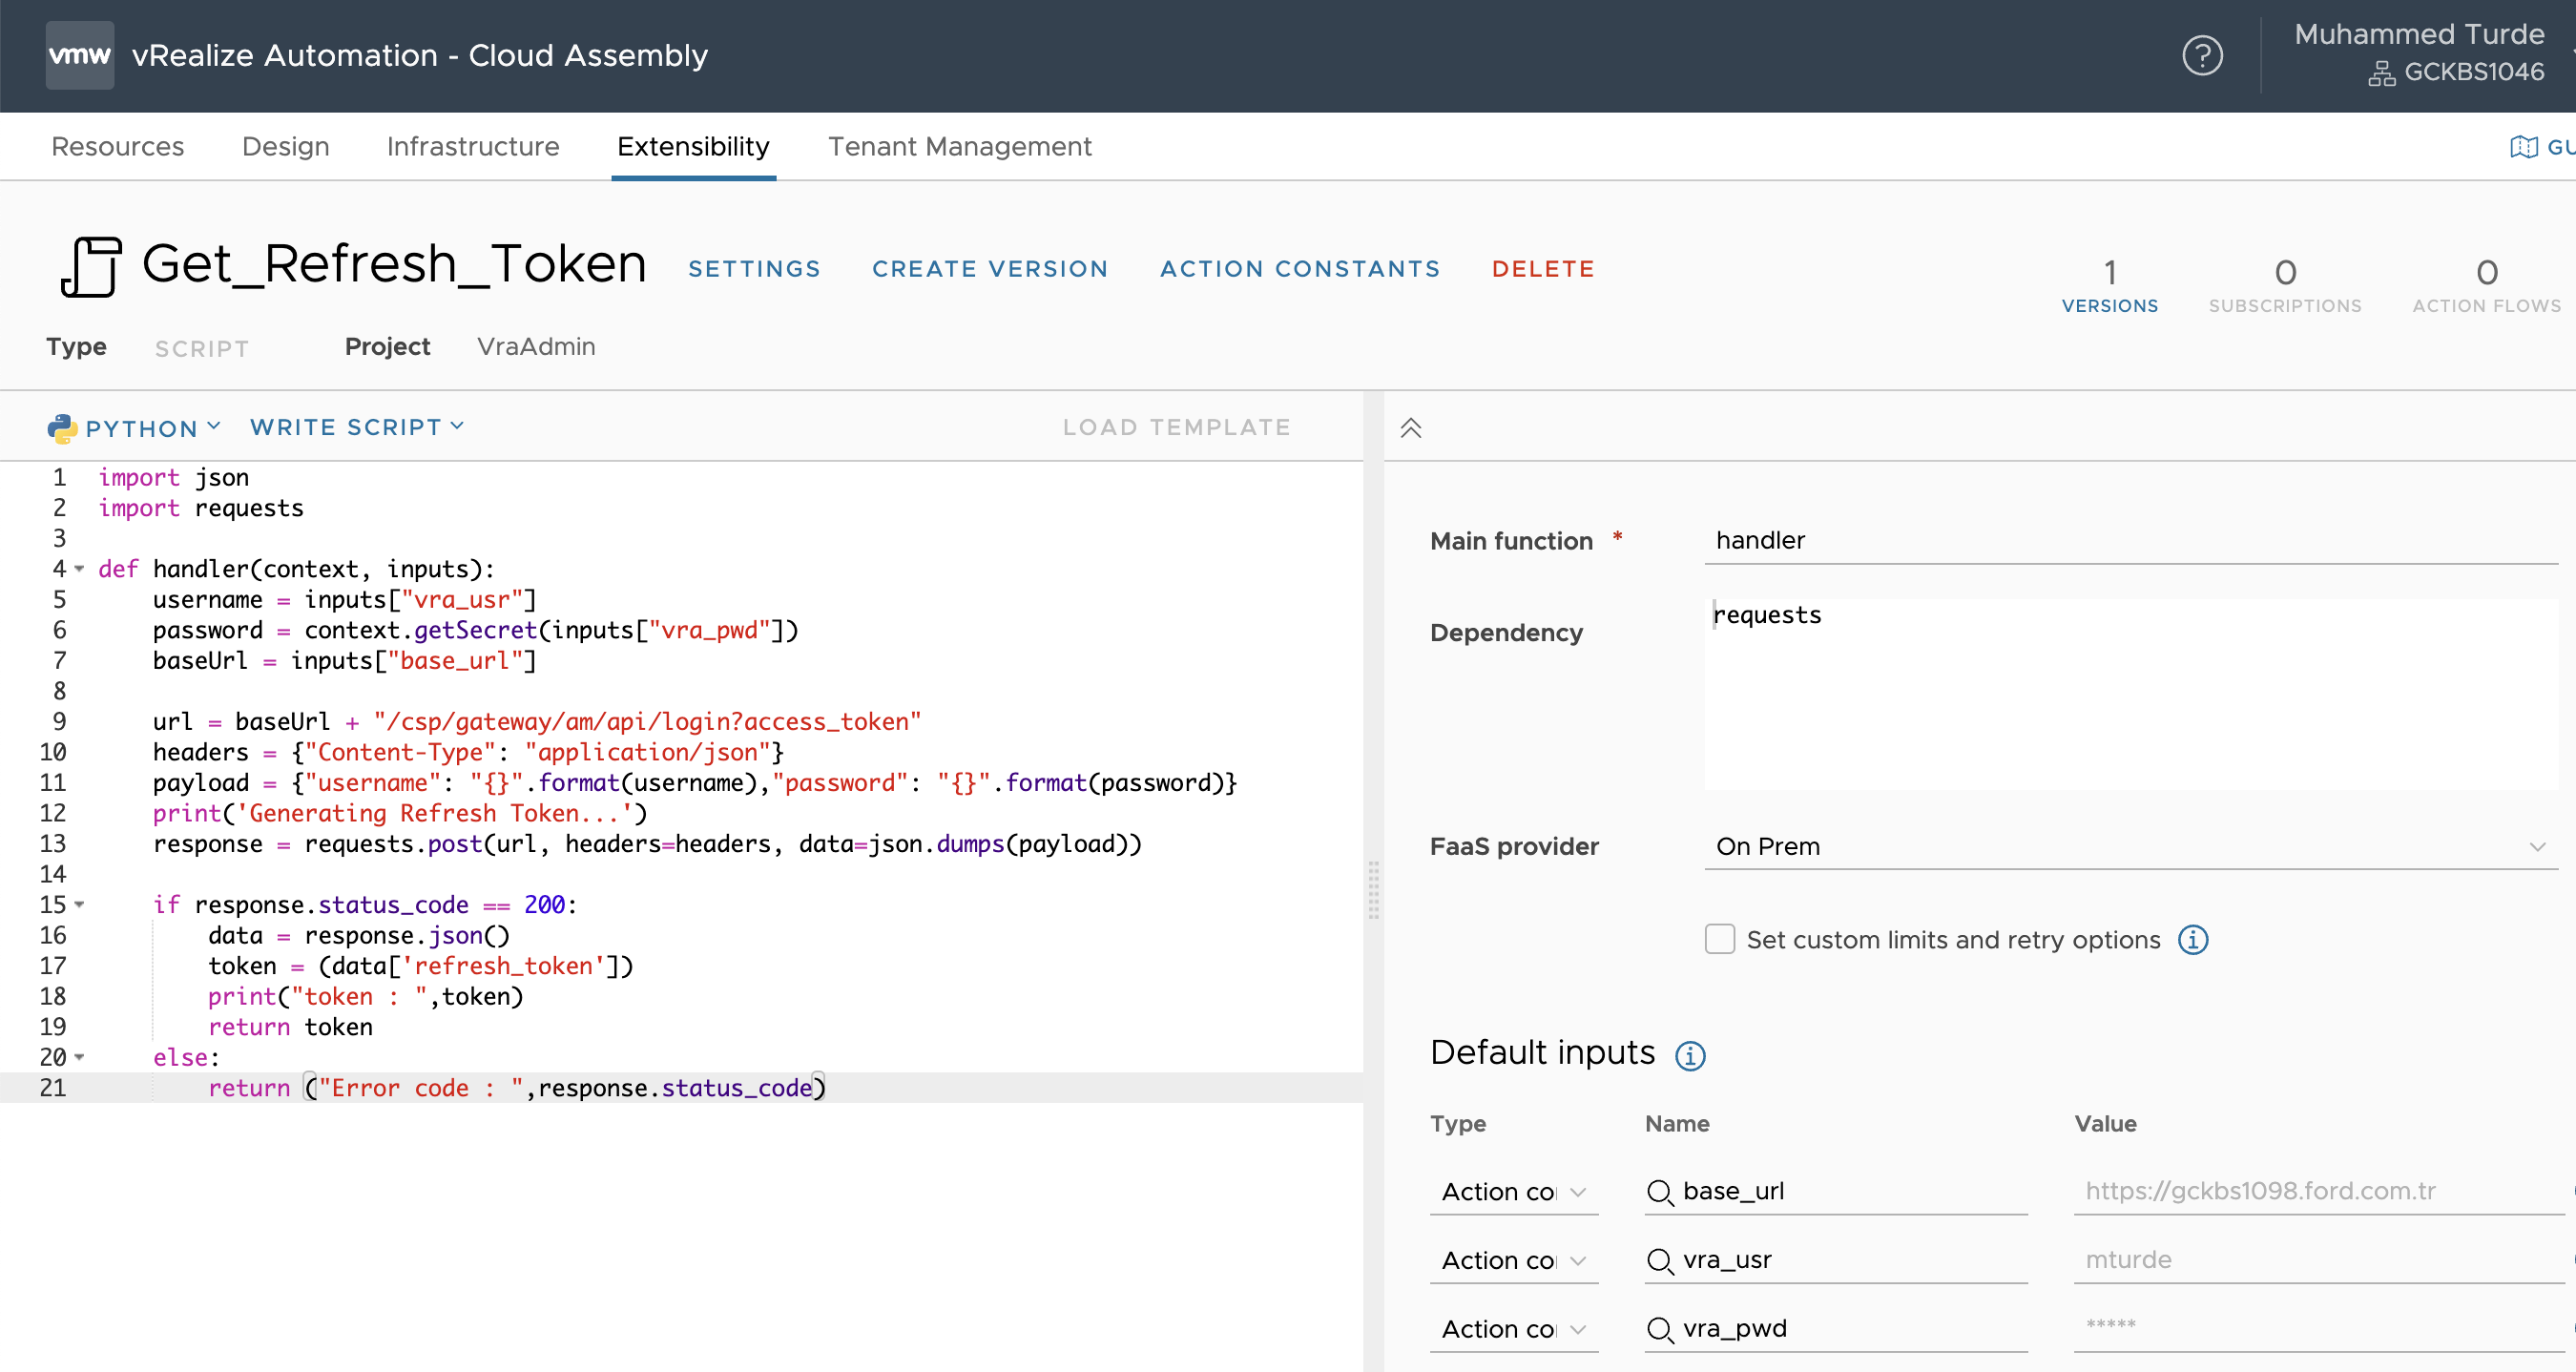 vmw vRealize Automation - Cloud Assembly
Muhammed Turde
GCKBS1046
Resources Design Infrastructure Extensibility Tenant Management
GU
Get_Refresh_Token SETTINGS CREATE VERSION ACTION CONSTANTS DELETE
1 VERSIONS
0 SUBSCRIPTIONS
0 ACTION FLOWS
Type SCRIPT Project VraAdmin
PYTHON WRITE SCRIPT LOAD TEMPLATE
1 import json
2 import requests
3
4 def handler(context, inputs):
5 username = inputs["vra_usr"]
6 password = context.getSecret(inputs["vra_pwd"])
7 baseUrl = inputs["base_url"]
8
9 url = baseUrl + "/csp/gateway/am/api/login?access_token"
10 headers = {"Content-Type": "application/json"}
11 payload = {"username": "{}".format(username),"password": "{}".format(password)}
12 print('Generating Refresh Token...')
13 response = requests.post(url, headers=headers, data=json.dumps(payload))
14
15 if response.status_code == 200:
16 data = response.json()
17 token = (data['refresh_token'])
18 print("token : ",token)
19 return token
20 else:
21 return ("Error code : ",response.status_code)
Main function * handler
Dependency requests
FaaS provider On Prem
Set custom limits and retry options
Default inputs
Type Name Value
Action co base_url https://gckbs1098.ford.com.tr
Action co vra_usr mturde
Action co vra_pwd *****